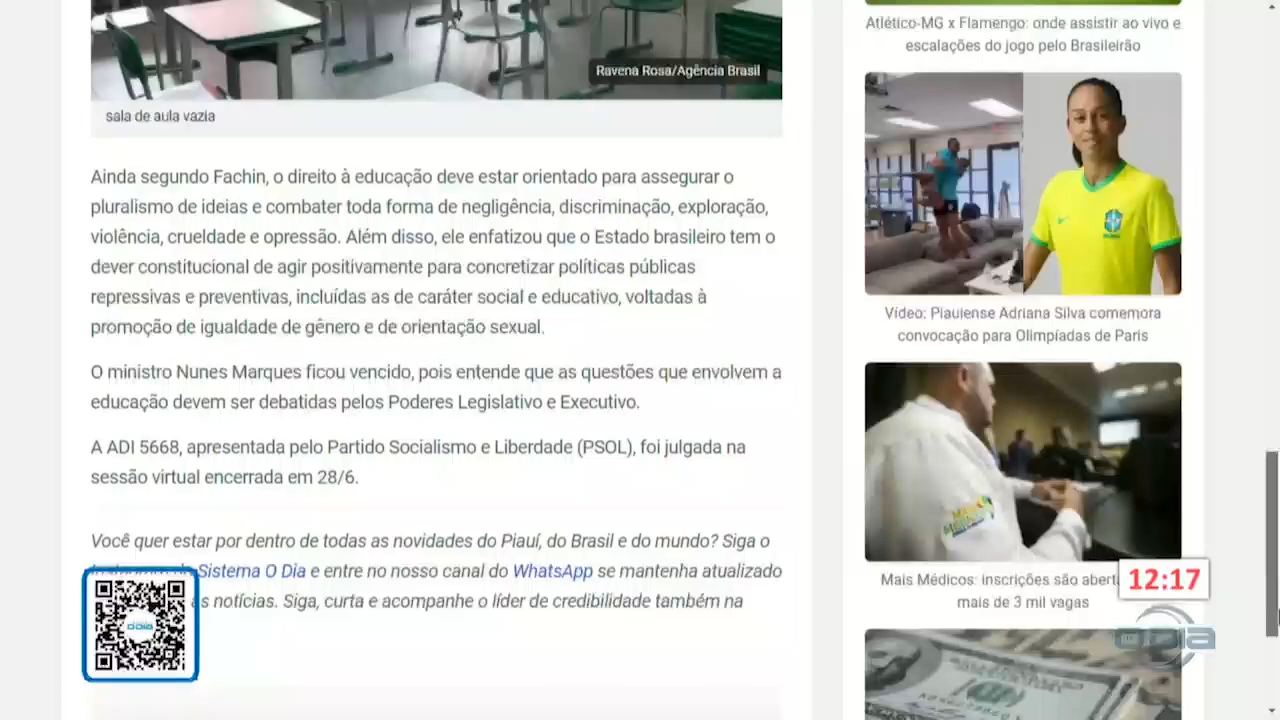 Ravena Rosa/Agência Brasil
sala de aula vazia
Ainda segundo Fachin, o direito à educação deve estar orientado para assegurar o
pluralismo de ideias e combater toda forma de negligência, discriminação, exploração,
violência, crueldade e opressão. Além disso, ele enfatizou que o Estado brasileiro tem o
dever constitucional de agir positivamente para concretizar políticas públicas
repressivas e preventivas, incluídas as de caráter social e educativo, voltadas à
promoção de igualdade de gênero e de orientação sexual.
O ministro Nunes Marques ficou vencido, pois entende que as questões que envolvem a
educação devem ser debatidas pelos Poderes Legislativo e Executivo.
A ADI 5668, apresentada pelo Partido Socialismo e Liberdade (PSOL), foi julgada na
sessão virtual encerrada em 28/6.
Você quer estar por dentro de todas as novidades do Piauí, do Brasil e do mundo? Siga o
Sistema O Dia e entre no nosso canal do WhatsApp se mantenha atualizado
as notícias. Siga, curta e acompanhe o líder de credibilidade também na
Atlético-MG x Flamengo: onde assistir ao vivo e
escalações do jogo pelo Brasileirão
Vídeo: Piauiense Adriana Silva comemora
convocação para Olimpíadas de Paris
Mais Médicos: inscrições são abert
mais de 3 mil vagas
12:17
O DIA